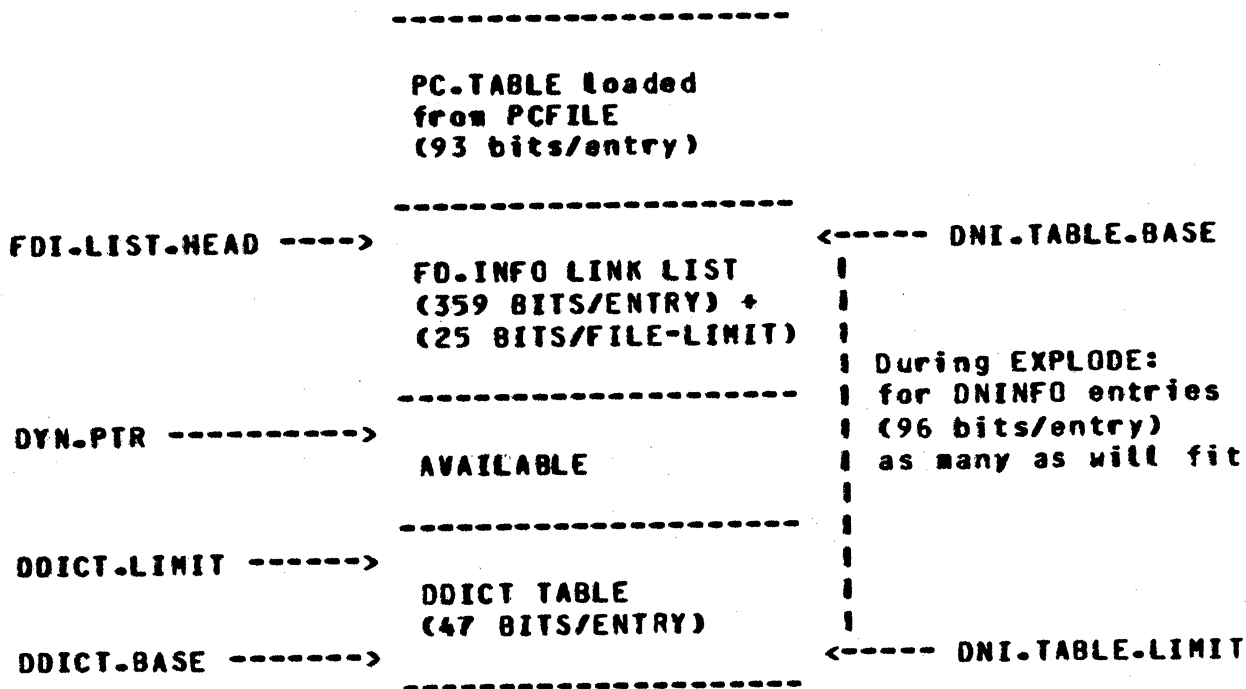 ---------------------
PC.TABLE loaded
from PCFILE
(93 bits/entry)
---------------------
FDI.LIST.HEAD ----> <----- DNI.TABLE.BASE
FD.INFO LINK LIST
(359 BITS/ENTRY) +
(25 BITS/FILE-LIMIT)
During EXPLODE:
--------------------- for DNINFO entries
DYN.PTR ----------> (96 bits/entry)
AVAILABLE as many as will fit
---------------------
DDICT.LIMIT ------>
DDICT TABLE
(47 BITS/ENTRY)
DDICT.BASE -------> <----- DNI.TABLE.LIMIT
---------------------